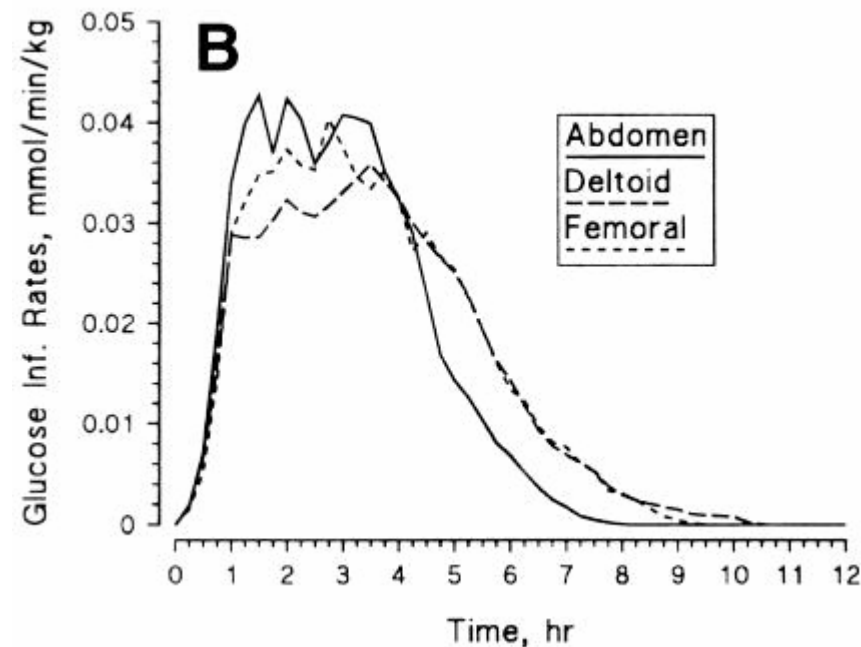 B
Glucose Inf. Rates, mmol/min/kg
0.05
0.04
0.03
0.02
0.01
0
Abdomen
Deltoid
Femoral
0 1 2 3 4 5 6 7 8 9 10 11 12
Time, hr